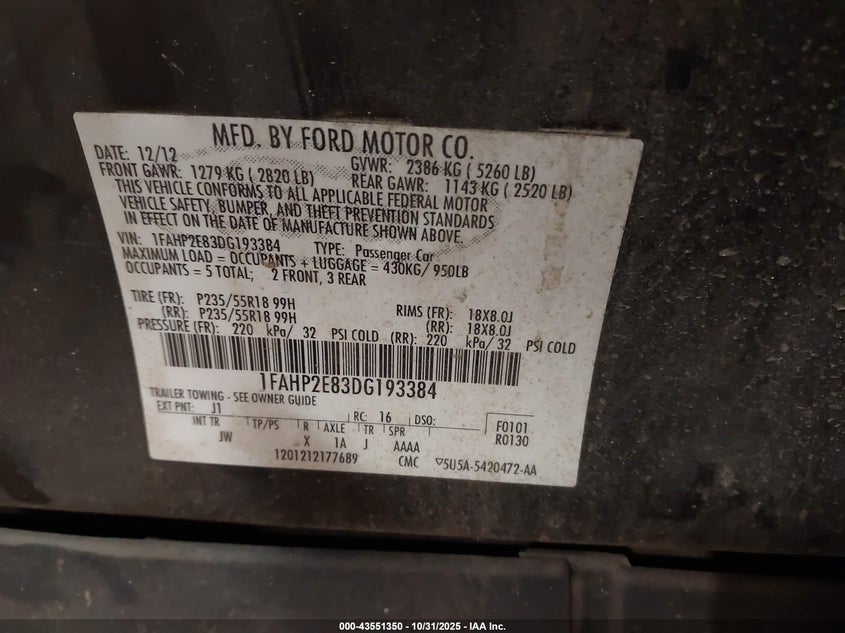 MFD. BY FORD MOTOR CO.
DATE: 12/12 GVWR: 2386 KG ( 5260 LB)
FRONT GAWR: 1279 KG ( 2820 LB) REAR GAWR: 1143 KG ( 2520 LB)
THIS VEHICLE CONFORMS TO ALL APPLICABLE FEDERAL MOTOR
VEHICLE SAFETY, BUMPER, AND THEFT PREVENTION STANDARDS
IN EFFECT ON THE DATE OF MANUFACTURE SHOWN ABOVE.
VIN: 1FAHP2E83DG193384 TYPE: Passenger Car
MAXIMUM LOAD = OCCUPANTS + LUGGAGE = 430KG/ 950LB
OCCUPANTS = 5 TOTAL; 2 FRONT, 3 REAR
TIRE (FR): P235/55R18 99H RIMS (FR): 18X8.0J
(RR): P235/55R18 99H (RR): 18X8.0J
PRESSURE (FR): 220 kPa/ 32 PSI COLD (RR): 220 kPa/ 32 PSI COLD
1FAHP2E83DG193384
TRAILER TOWING - SEE OWNER GUIDE
EXT PNT: J1 RC: 16 DSO: F0101
INT TR TP/PS R AXLE TR SPR R0130
JW X 1A J AAAA
1201212177689 CMC ▽5U5A-5420472-AA
000-43551350 - 10/31/2025 - IAA Inc.